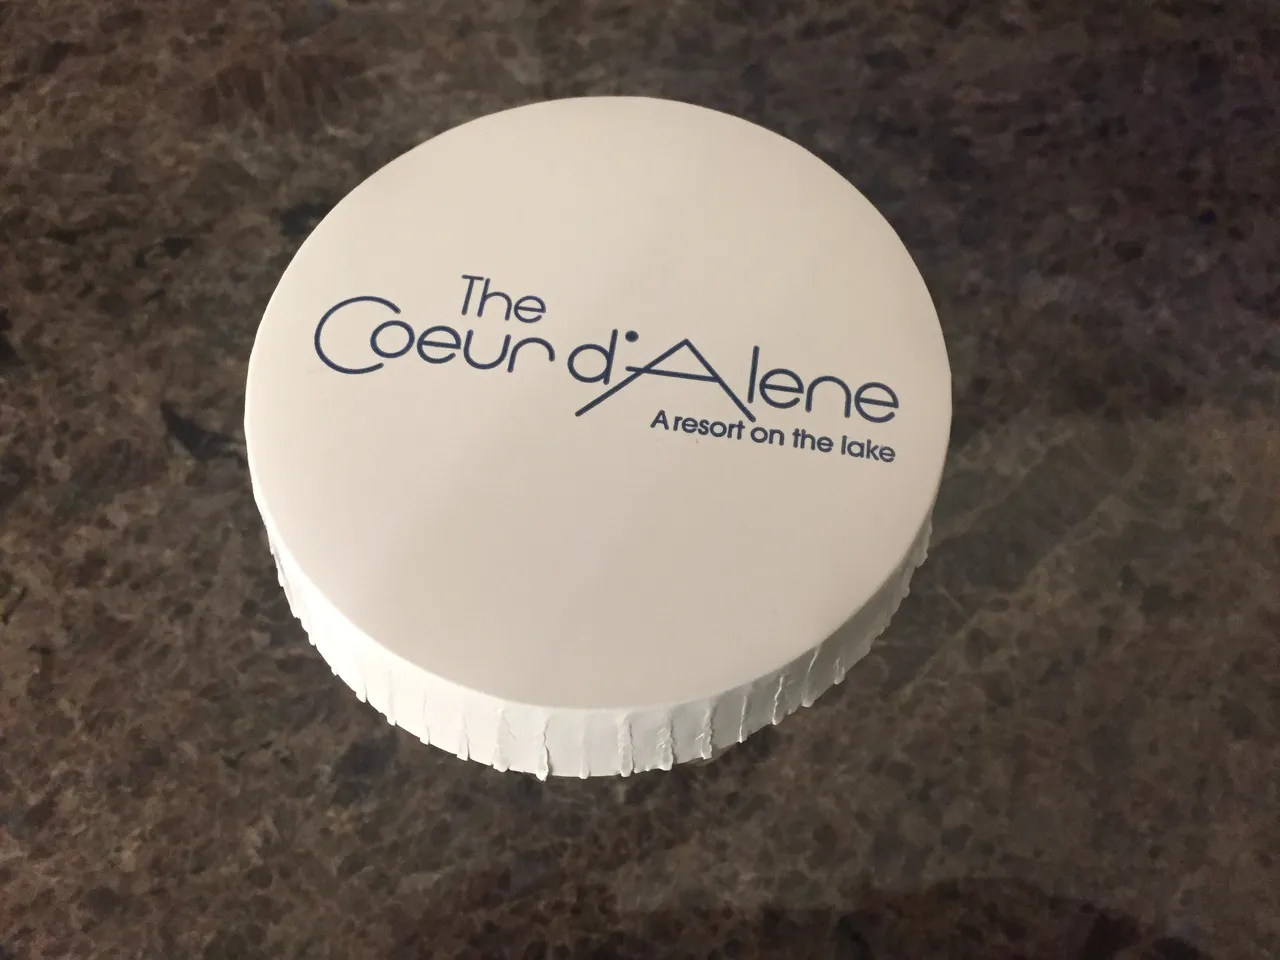 The
Coeur d'Alene
A resort on the lake